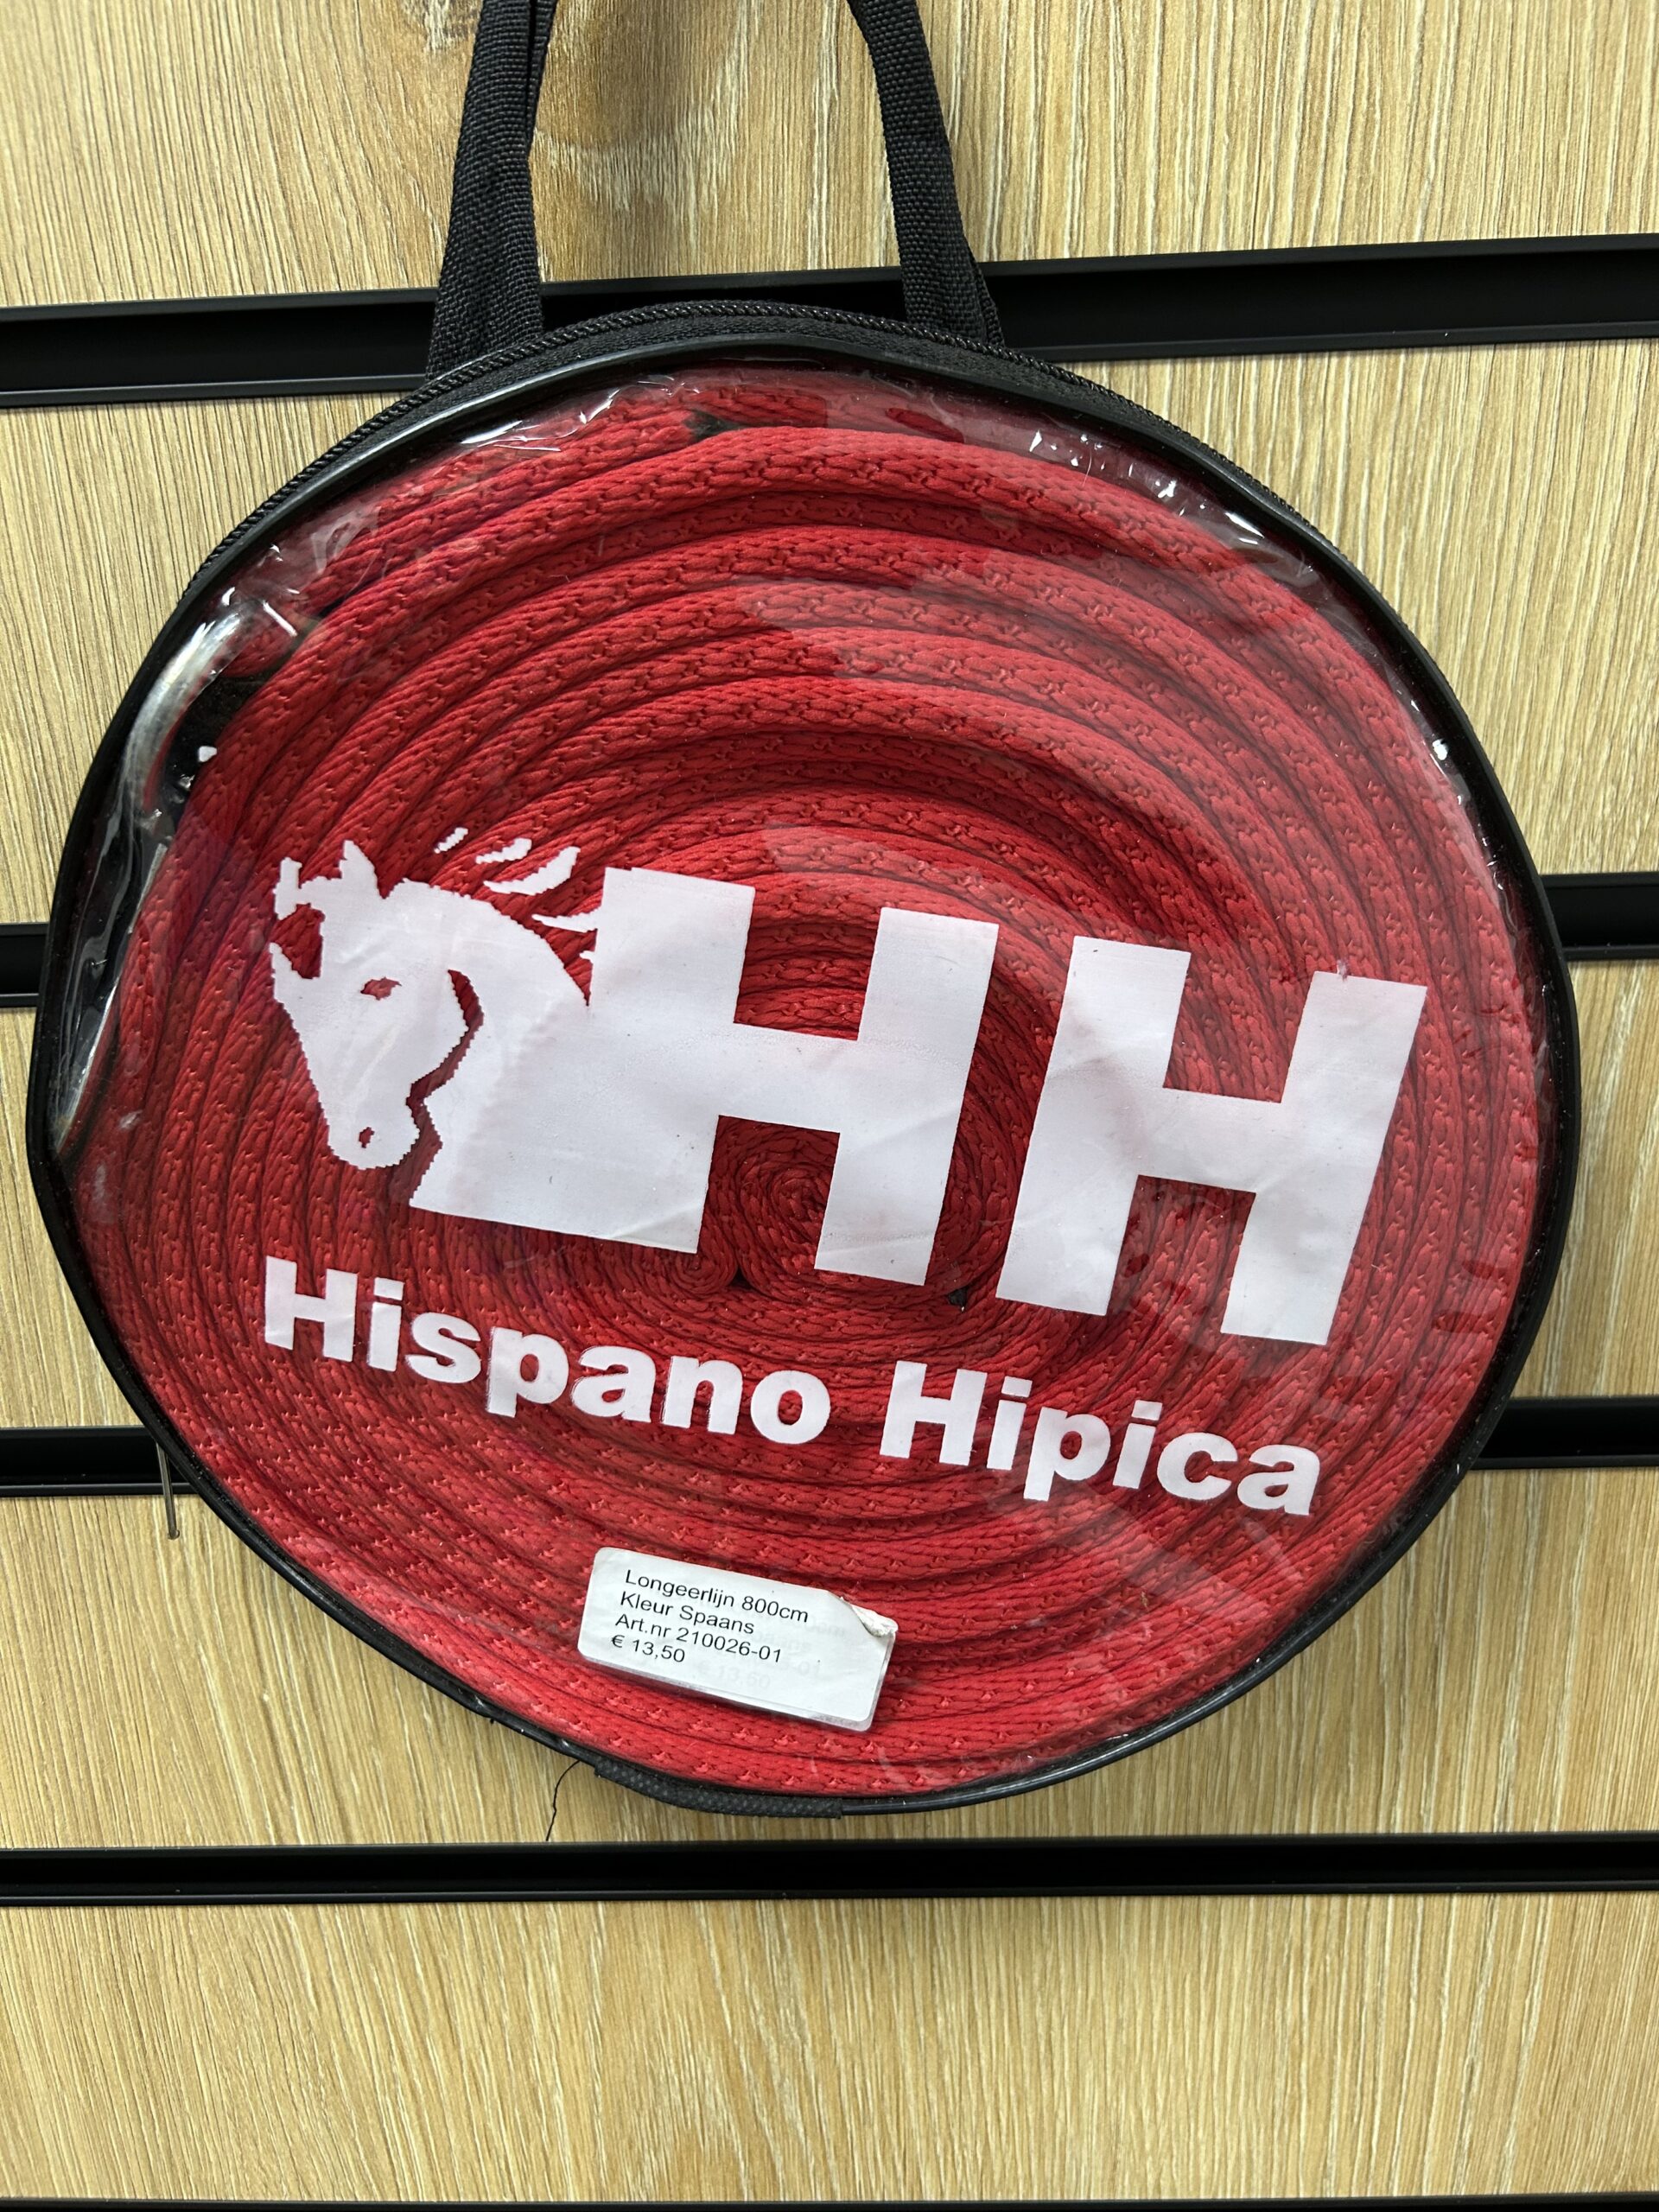 HH
Hispano Hipica
Longeerlijn 800cm
Kleur Spaans
Art.nr 210026-01
€ 13,50